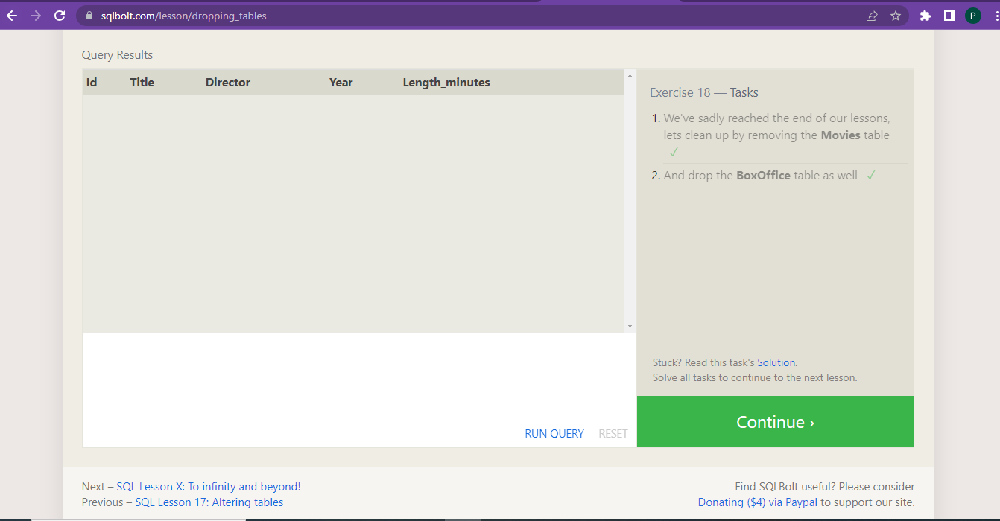 sqlbolt.com/lesson/dropping_tables
P
Query Results
Id Title Director Year Length_minutes
Exercise 18 — Tasks
1. We've sadly reached the end of our lessons,
lets clean up by removing the Movies table
✓
2. And drop the BoxOffice table as well ✓
Stuck? Read this task's Solution.
Solve all tasks to continue to the next lesson.
RUN QUERY RESET
Continue ›
Next – SQL Lesson X: To infinity and beyond!
Previous – SQL Lesson 17: Altering tables
Find SQLBolt useful? Please consider
Donating ($4) via Paypal to support our site.